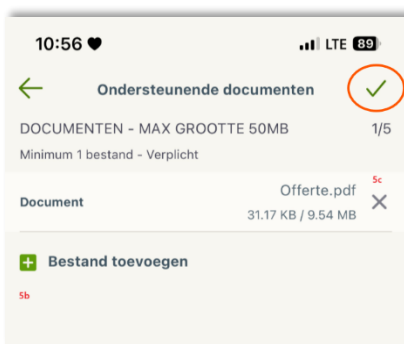 10:56
LTE 89
Ondersteunende documenten
DOCUMENTEN - MAX GROOTTE 50MB 1/5
Minimum 1 bestand - Verplicht
5c
Document Offerte.pdf
31.17 KB / 9.54 MB
Bestand toevoegen
5b